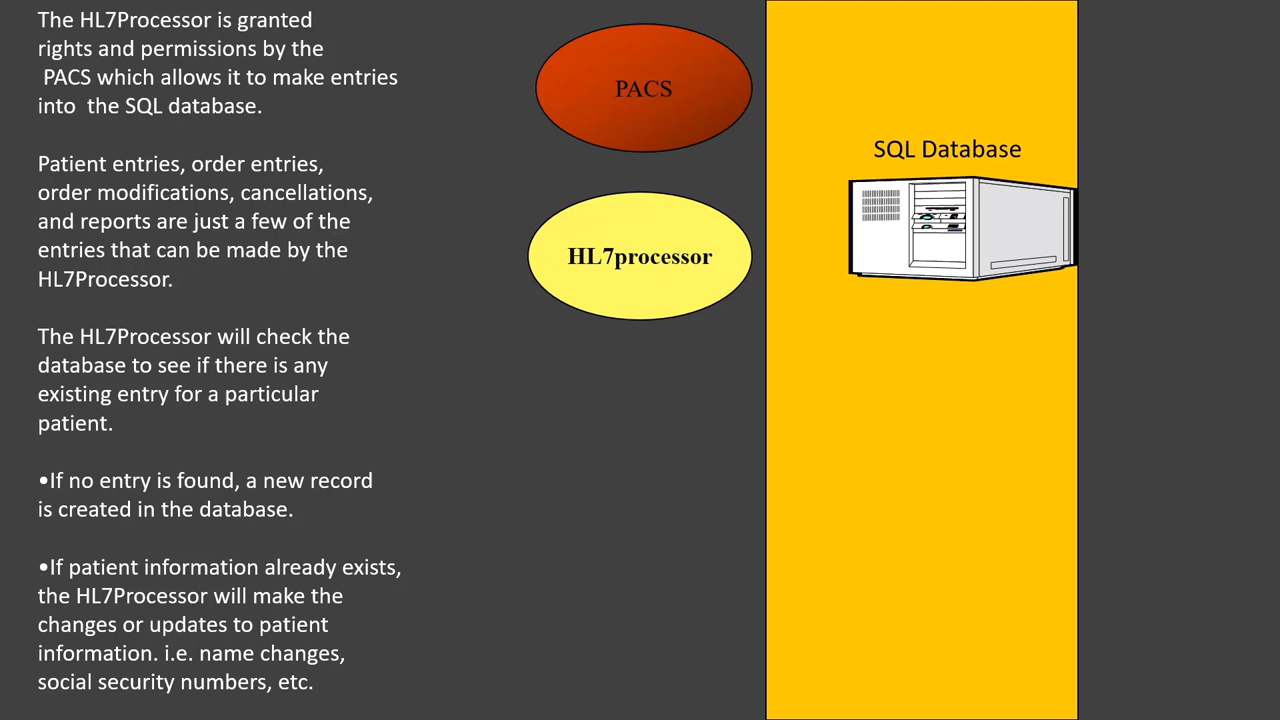 The HL7Processor is granted
rights and permissions by the
PACS which allows it to make entries
into  the SQL database.
Patient entries, order entries,
order modifications, cancellations,
and reports are just a few of the
entries that can be made by the
HL7Processor.
The HL7Processor will check the
database to see if there is any
existing entry for a particular
patient.
•If no entry is found, a new record
is created in the database.
•If patient information already exists,
the HL7Processor will make the
changes or updates to patient
information. i.e. name changes,
social security numbers, etc.
PACS
HL7processor
SQL Database